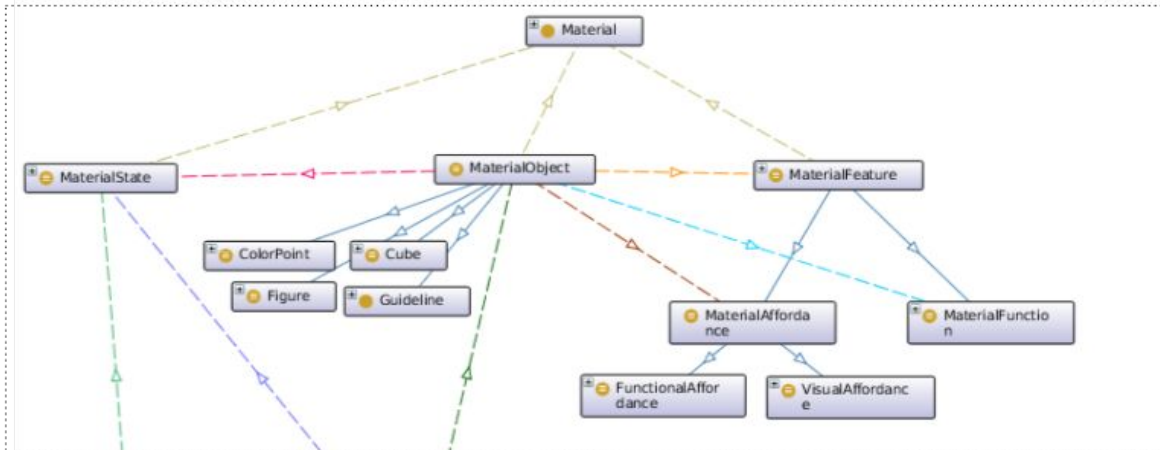 Material
MaterialState
MaterialObject
MaterialFeature
ColorPoint
Cube
Figure
Guideline
MaterialAfforda
nce
MaterialFunctio
n
FunctionalAffor
dance
VisualAffordanc
e